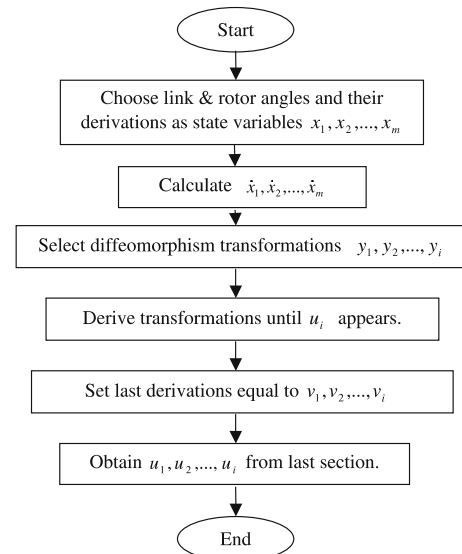 Start
Choose link & rotor angles and their
derivations as state variables x₁, x₂,..., xₘ
Calculate ẋ₁, ẋ₂,..., ẋₘ
Select diffeomorphism transformations y₁, y₂,..., yᵢ
Derive transformations until uᵢ appears.
Set last derivations equal to v₁, v₂,..., vᵢ
Obtain u₁, u₂,..., uᵢ from last section.
End